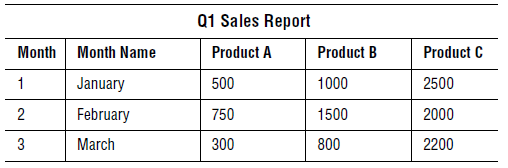 Q1 Sales Report
Month Month Name Product A Product B Product C
1 January 500 1000 2500
2 February 750 1500 2000
3 March 300 800 2200